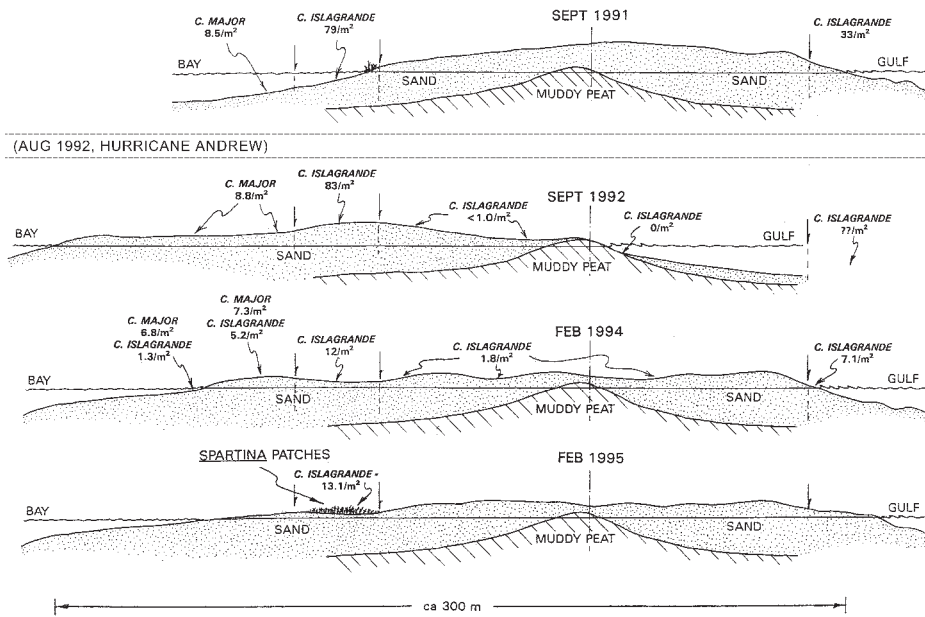 SEPT 1991
C. MAJOR
8.5/m²
C. ISLAGRANDE
79/m²
C. ISLAGRANDE
33/m²
BAY
GULF
SAND
SAND
MUDDY PEAT
(AUG 1992, HURRICANE ANDREW)
C. ISLAGRANDE
83/m²
C. MAJOR
8.8/m²
SEPT 1992
C. ISLAGRANDE
<1.0/m²
C. ISLAGRANDE
0/m²
C. ISLAGRANDE
??/m²
BAY
GULF
SAND
MUDDY PEAT
C. MAJOR
7.3/m²
C. ISLAGRANDE
5.2/m²
C. MAJOR
6.8/m²
C. ISLAGRANDE
1.3/m²
FEB 1994
C. ISLAGRANDE
12/m²
C. ISLAGRANDE
1.8/m²
C. ISLAGRANDE
7.1/m²
BAY
GULF
SAND
SAND
MUDDY PEAT
SPARTINA PATCHES
FEB 1995
C. ISLAGRANDE -
13.1/m²
BAY
GULF
SAND
SAND
MUDDY PEAT
ca 300 m